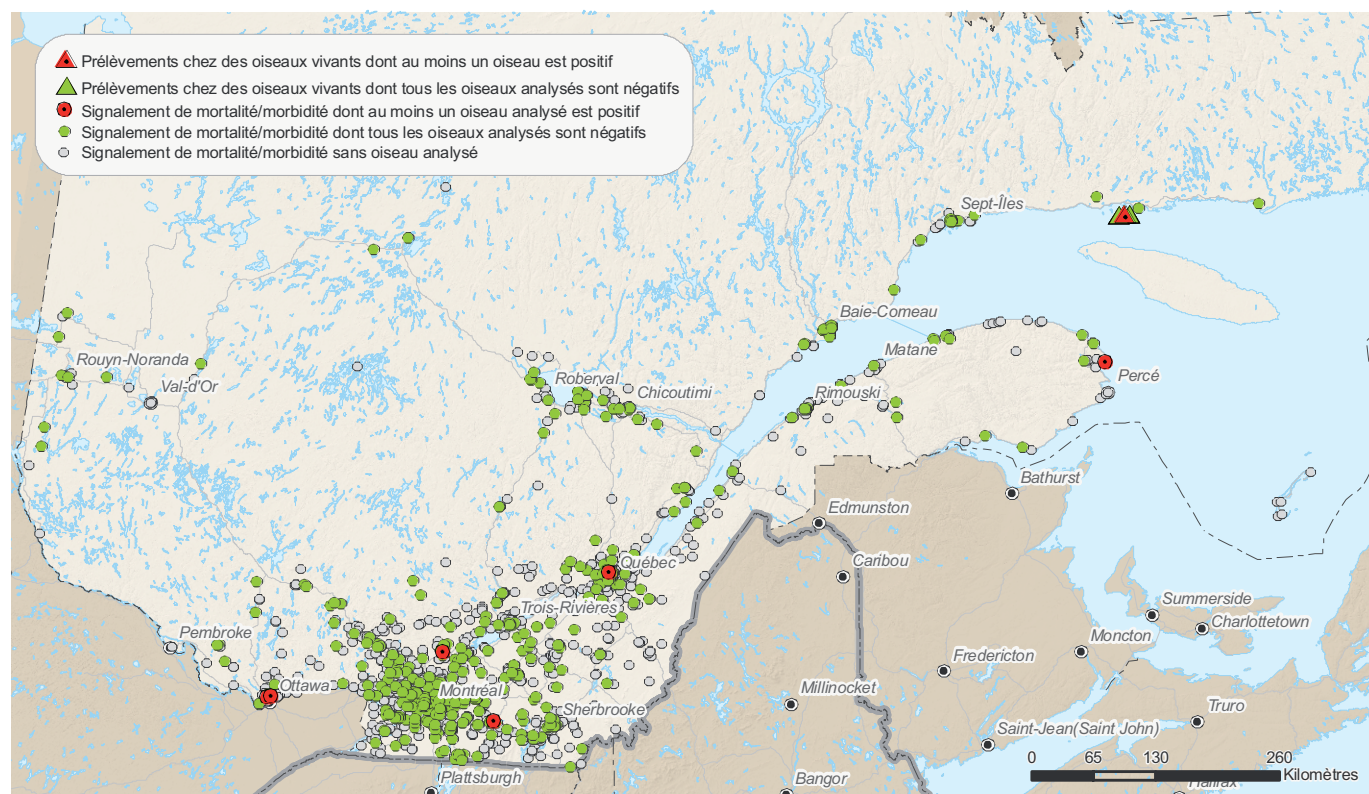 Prélèvements chez des oiseaux vivants dont au moins un oiseau est positif
Prélèvements chez des oiseaux vivants dont tous les oiseaux analysés sont négatifs
Signalement de mortalité/morbidité dont au moins un oiseau analysé est positif
Signalement de mortalité/morbidité dont tous les oiseaux analysés sont négatifs
Signalement de mortalité/morbidité sans oiseau analysé
Sept-Îles
Baie-Comeau
Matane
Rouyn-Noranda
Val-d'Or
Roberval
Chicoutimi
Rimouski
Percé
Bathurst
Edmunston
Québec
Caribou
Trois-Rivières
Summerside
Charlottetown
Pembroke
Moncton
Fredericton
Ottawa
Montréal
Millinocket
Sherbrooke
Truro
Saint-Jean(Saint John)
0 65 130 260
Kilomètres
Plattsburgh
Bangor
Halifax